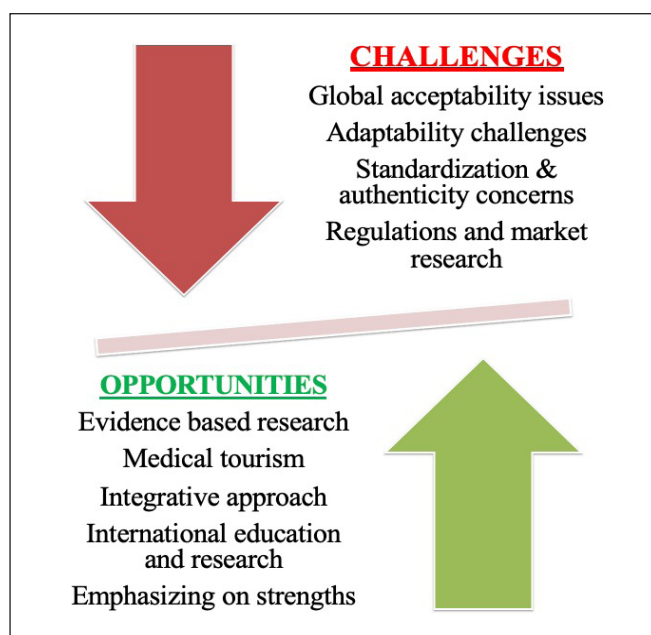 CHALLENGES
Global acceptability issues
Adaptability challenges
Standardization &
authenticity concerns
Regulations and market
research
OPPORTUNITIES
Evidence based research
Medical tourism
Integrative approach
International education
and research
Emphasizing on strengths